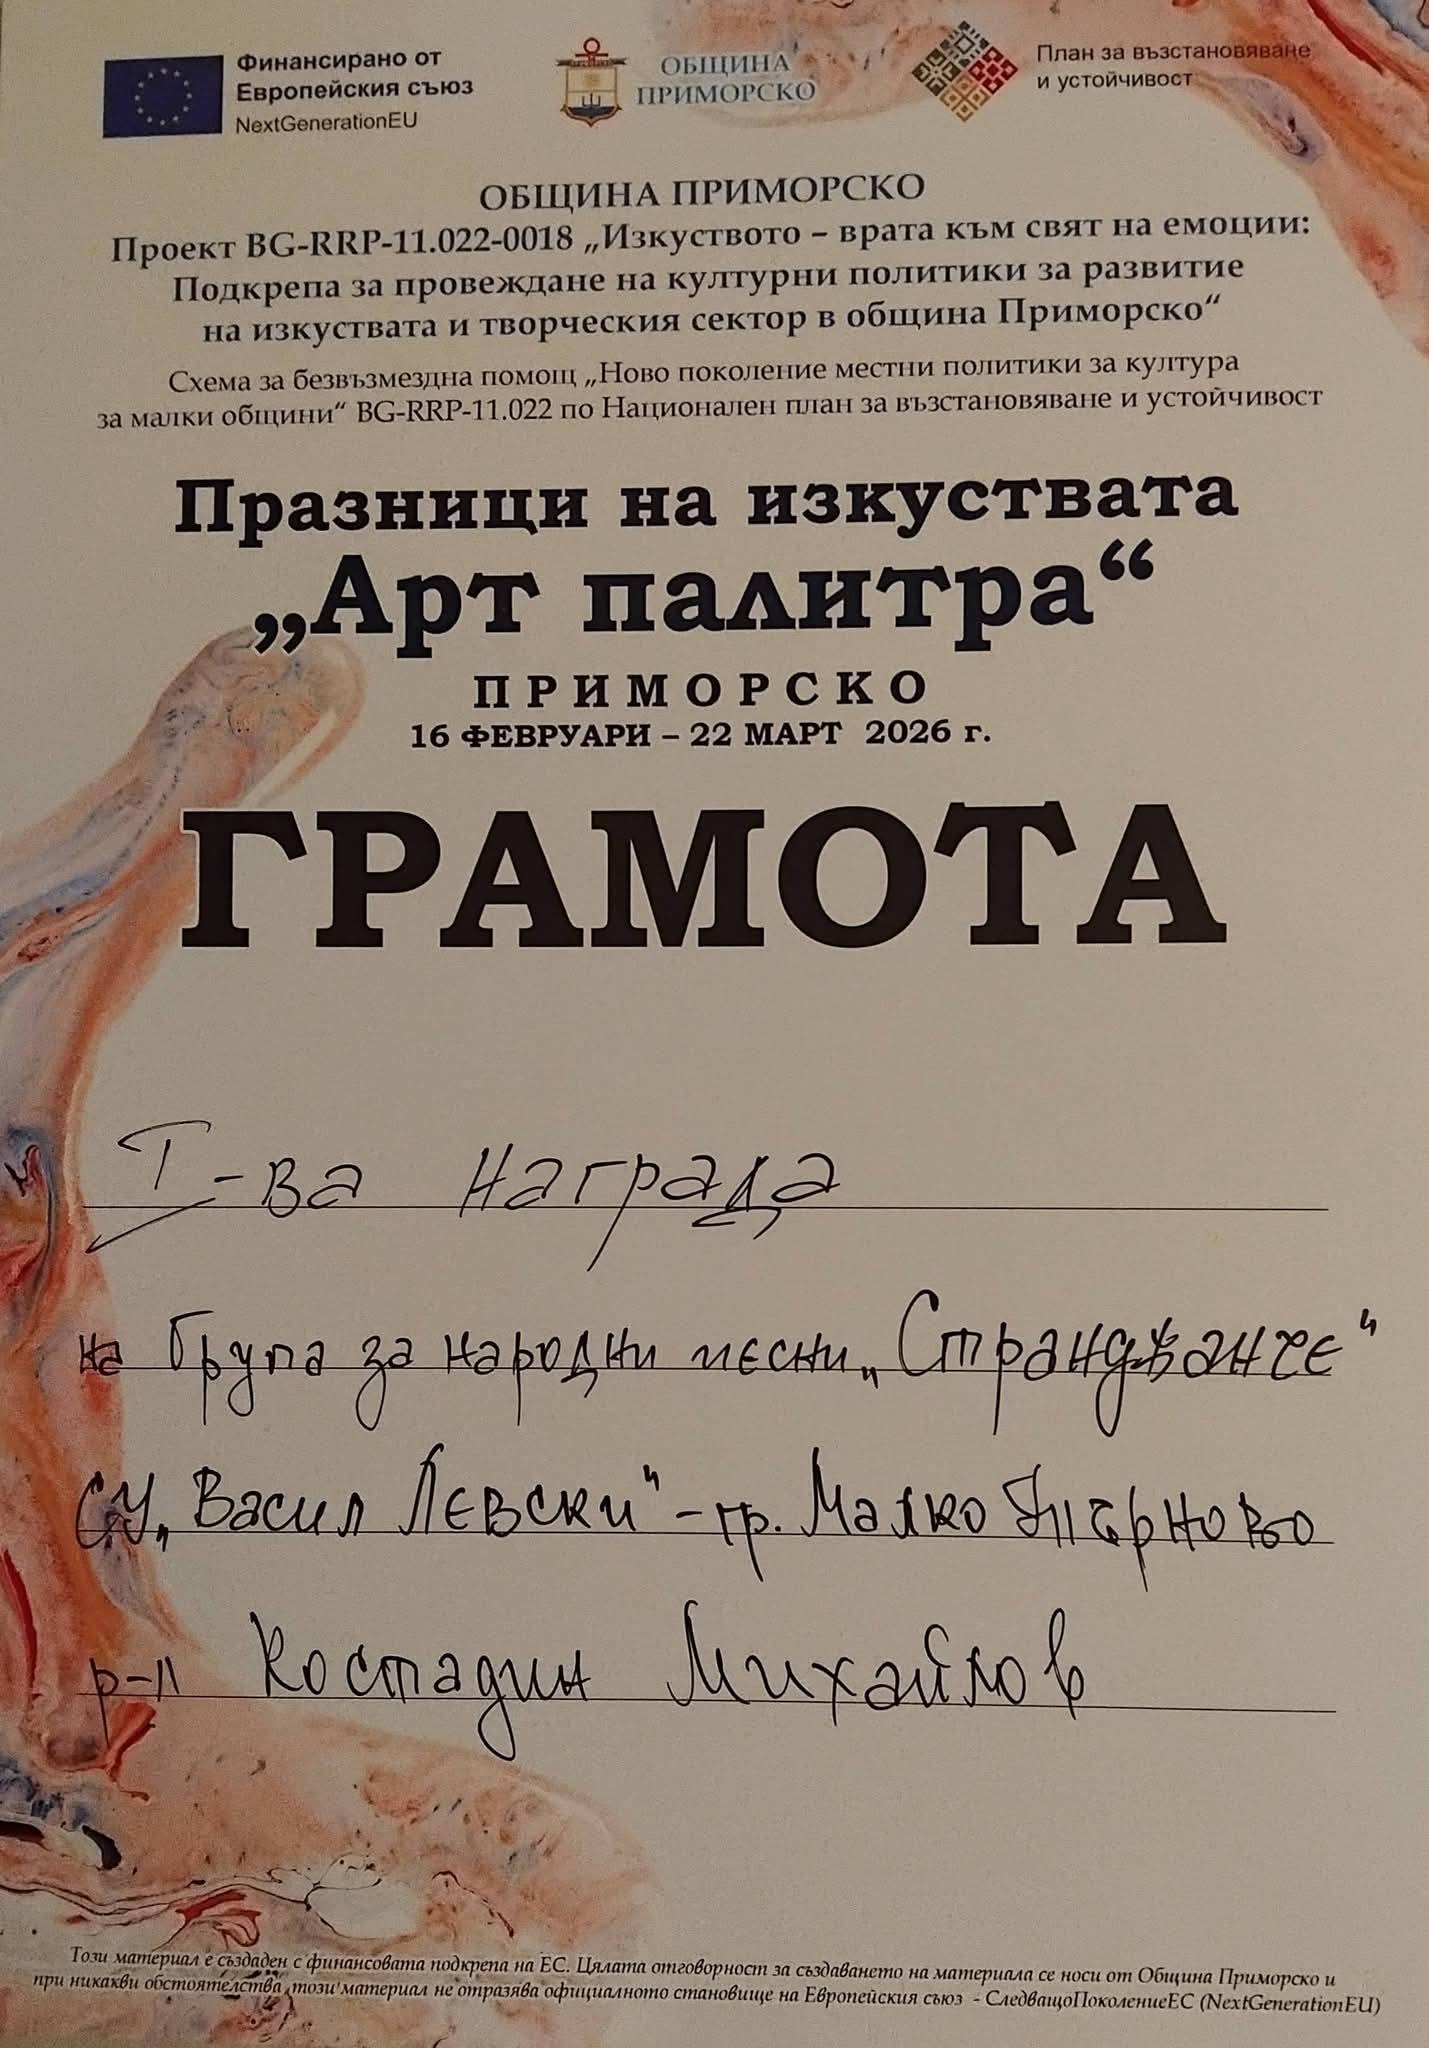 Финансирано от
Европейския съюз
NextGenerationEU
ОБЩИНА
ПРИМОРСКО
План за възстановяване
и устойчивост
ОБЩИНА ПРИМОРСКО
Проект BG-RRP-11.022-0018 „Изкуството – врата към свят на емоции:
Подкрепа за провеждане на културни политики за развитие
на изкуствата и творческия сектор в община Приморско“
Схема за безвъзмездна помощ „Ново поколение местни политики за култура
за малки общини“ BG-RRP-11.022 по Национален план за възстановяване и устойчивост
Празници на изкуствата
„Арт палитра“
ПРИМОРСКО
16 ФЕВРУАРИ – 22 МАРТ 2026 г.
ГРАМОТА
I-ва награда
на Група за народни песни „Странджанче“
СУ „Васил Левски“ – гр. Малко Търново
р-л Костадин Михайлов
Този материал е създаден с финансовата подкрепа на ЕС. Цялата отговорност за създаването на материала се носи от Община Приморско и
при никакви обстоятелства този материал не отразява официалното становище на Европейския съюз - СледващоПоколениеЕС (NextGenerationEU)